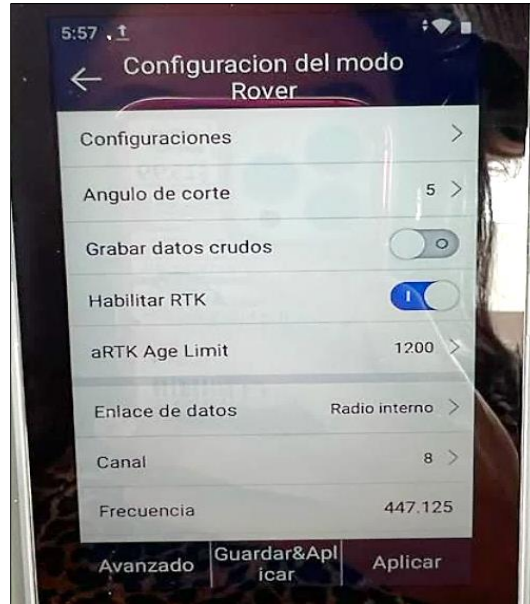 5:57
Configuracion del modo
Rover
Configuraciones
Angulo de corte 5
Grabar datos crudos
Habilitar RTK
aRTK Age Limit 1200
Enlace de datos Radio interno
Canal 8
Frecuencia 447.125
Avanzado Guardar&Apl Aplicar
icar